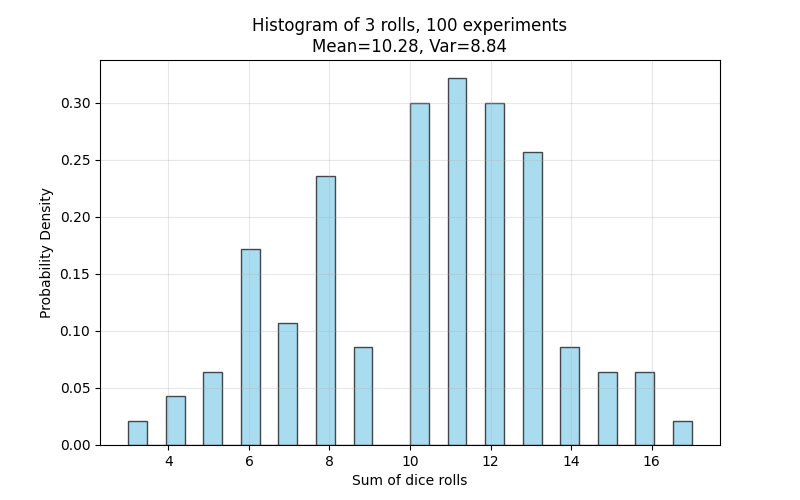 Histogram of 3 rolls, 100 experiments
Mean=10.28, Var=8.84
Probability Density
0.30
0.25
0.20
0.15
0.10
0.05
0.00
4 6 8 10 12 14 16
Sum of dice rolls